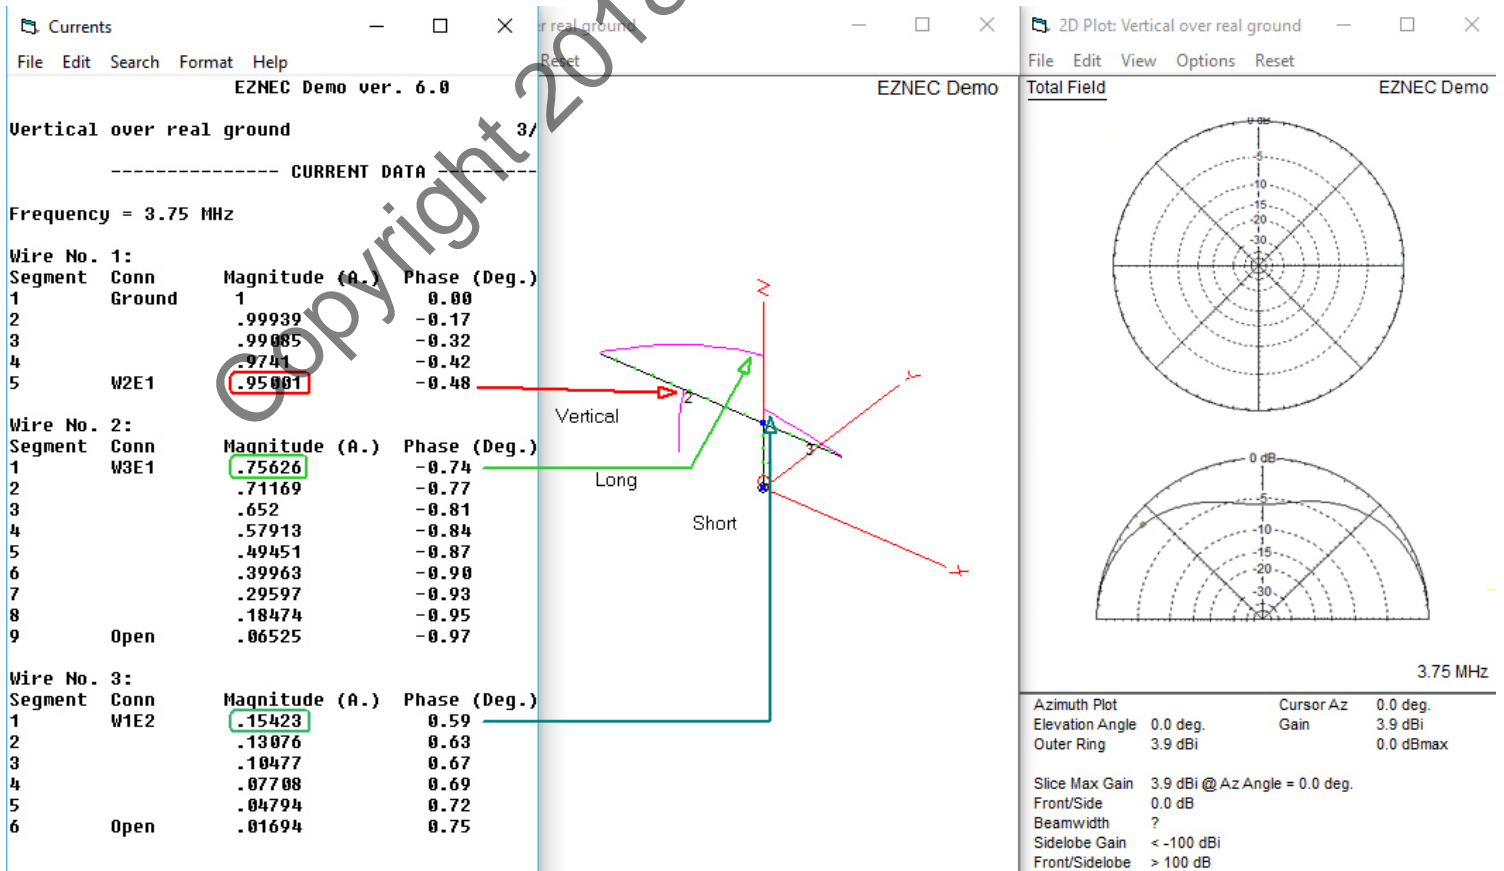 Currents
File Edit Search Format Help
EZNEC Demo ver. 6.0
Vertical over real ground 3/
--------------- CURRENT DATA ---------
Frequency = 3.75 MHz
Wire No. 1:
Segment Conn Magnitude (A.) Phase (Deg.)
1 Ground 1 0.00
2 .99939 -0.17
3 .99085 -0.32
4 .9741 -0.42
5 W2E1 .95001 -0.48
Wire No. 2:
Segment Conn Magnitude (A.) Phase (Deg.)
1 W3E1 .75626 -0.74
2 .71169 -0.77
3 .652 -0.81
4 .57913 -0.84
5 .49451 -0.87
6 .39963 -0.90
7 .29597 -0.93
8 .18474 -0.95
9 Open .06525 -0.97
Wire No. 3:
Segment Conn Magnitude (A.) Phase (Deg.)
1 W1E2 .15423 0.59
2 .13076 0.63
3 .10477 0.67
4 .07708 0.69
5 .04794 0.72
6 Open .01694 0.75
Copyright 2018
r real ground
Reset
EZNEC Demo
Z
Y
X
2
3
Vertical
Long
Short
2D Plot: Vertical over real ground
File Edit View Options Reset
Total Field EZNEC Demo
0 dB
-5
-10
-15
-20
-30
0 dB
-5
-10
-15
-20
-30
3.75 MHz
Azimuth Plot Cursor Az 0.0 deg.
Elevation Angle 0.0 deg. Gain 3.9 dBi
Outer Ring 3.9 dBi 0.0 dBmax
Slice Max Gain 3.9 dBi @ Az Angle = 0.0 deg.
Front/Side 0.0 dB
Beamwidth ?
Sidelobe Gain < -100 dBi
Front/Sidelobe > 100 dB